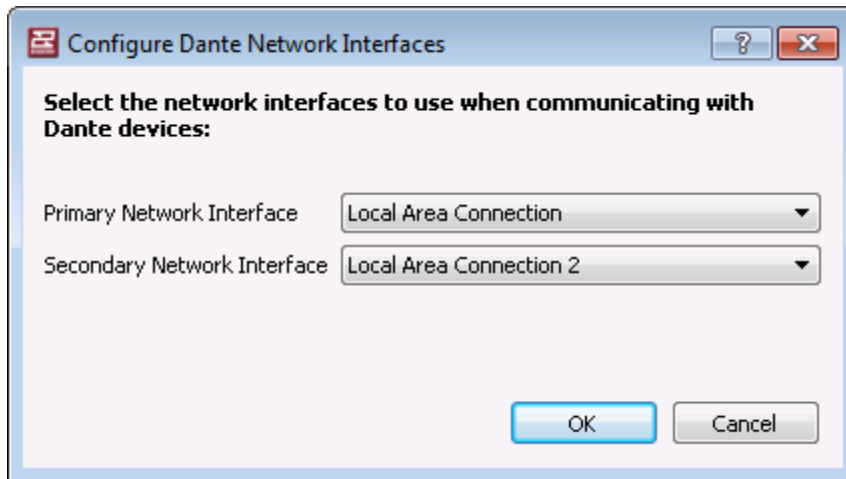 Configure Dante Network Interfaces
Select the network interfaces to use when communicating with
Dante devices:
Primary Network Interface Local Area Connection
Secondary Network Interface Local Area Connection 2
OK Cancel